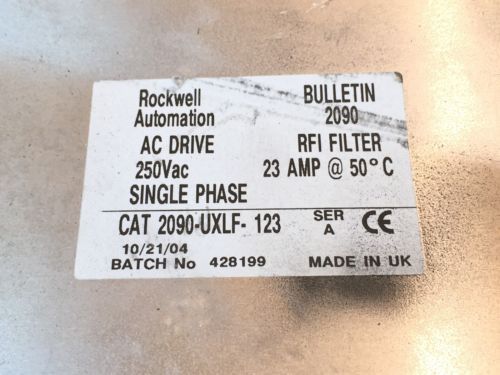 Rockwell Automation
BULLETIN 2090
AC DRIVE RFI FILTER
250Vac 23 AMP @ 50°C
SINGLE PHASE
CAT 2090-UXLF- 123 SER A CE
10/21/04
BATCH No 428199 MADE IN UK